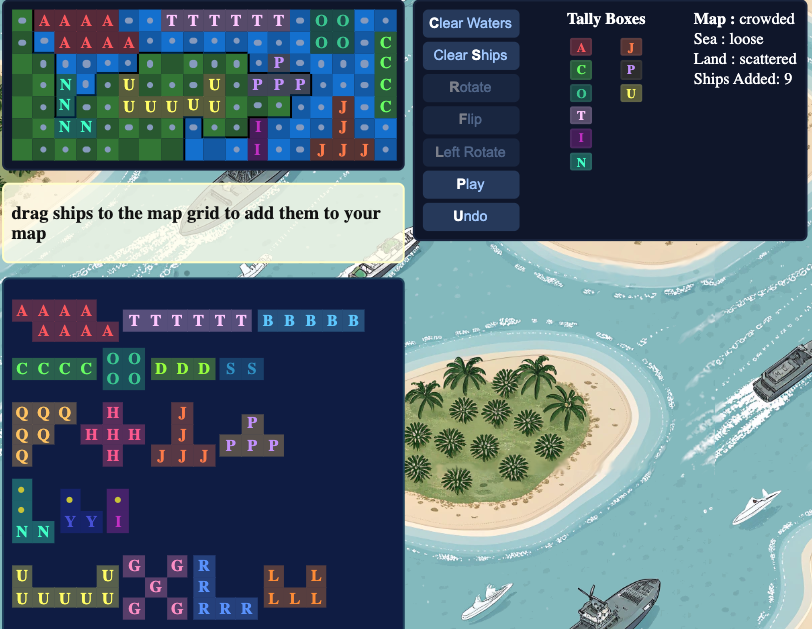 A A A A T T T T T T O O
A A A A O O C
P C
N U U P P P C
N U U U U U J C
N N I J
I J J J
Clear Waters
Clear Ships
Rotate
Flip
Left Rotate
Play
Undo
Tally Boxes
A J
C P
O U
T
I
N
Map : crowded
Sea : loose
Land : scattered
Ships Added: 9
drag ships to the map grid to add them to your
map
A A A A
A A A A T T T T T T B B B B B
O O
C C C C D D D S S
O O
Q Q Q H J
Q Q H H H J P
Q H J J J P P P
Y Y I
N N
U U G G R L L
G R
U U U U U G G R R R L L L